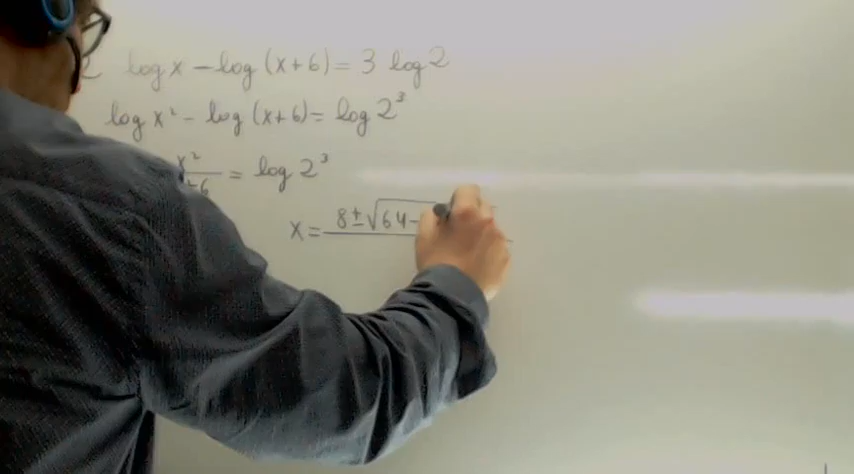 2 log x - log (x+6) = 3 log 2
log x² - log (x+6) = log 2³
x²/+6 = log 2³
x = 8±√64-